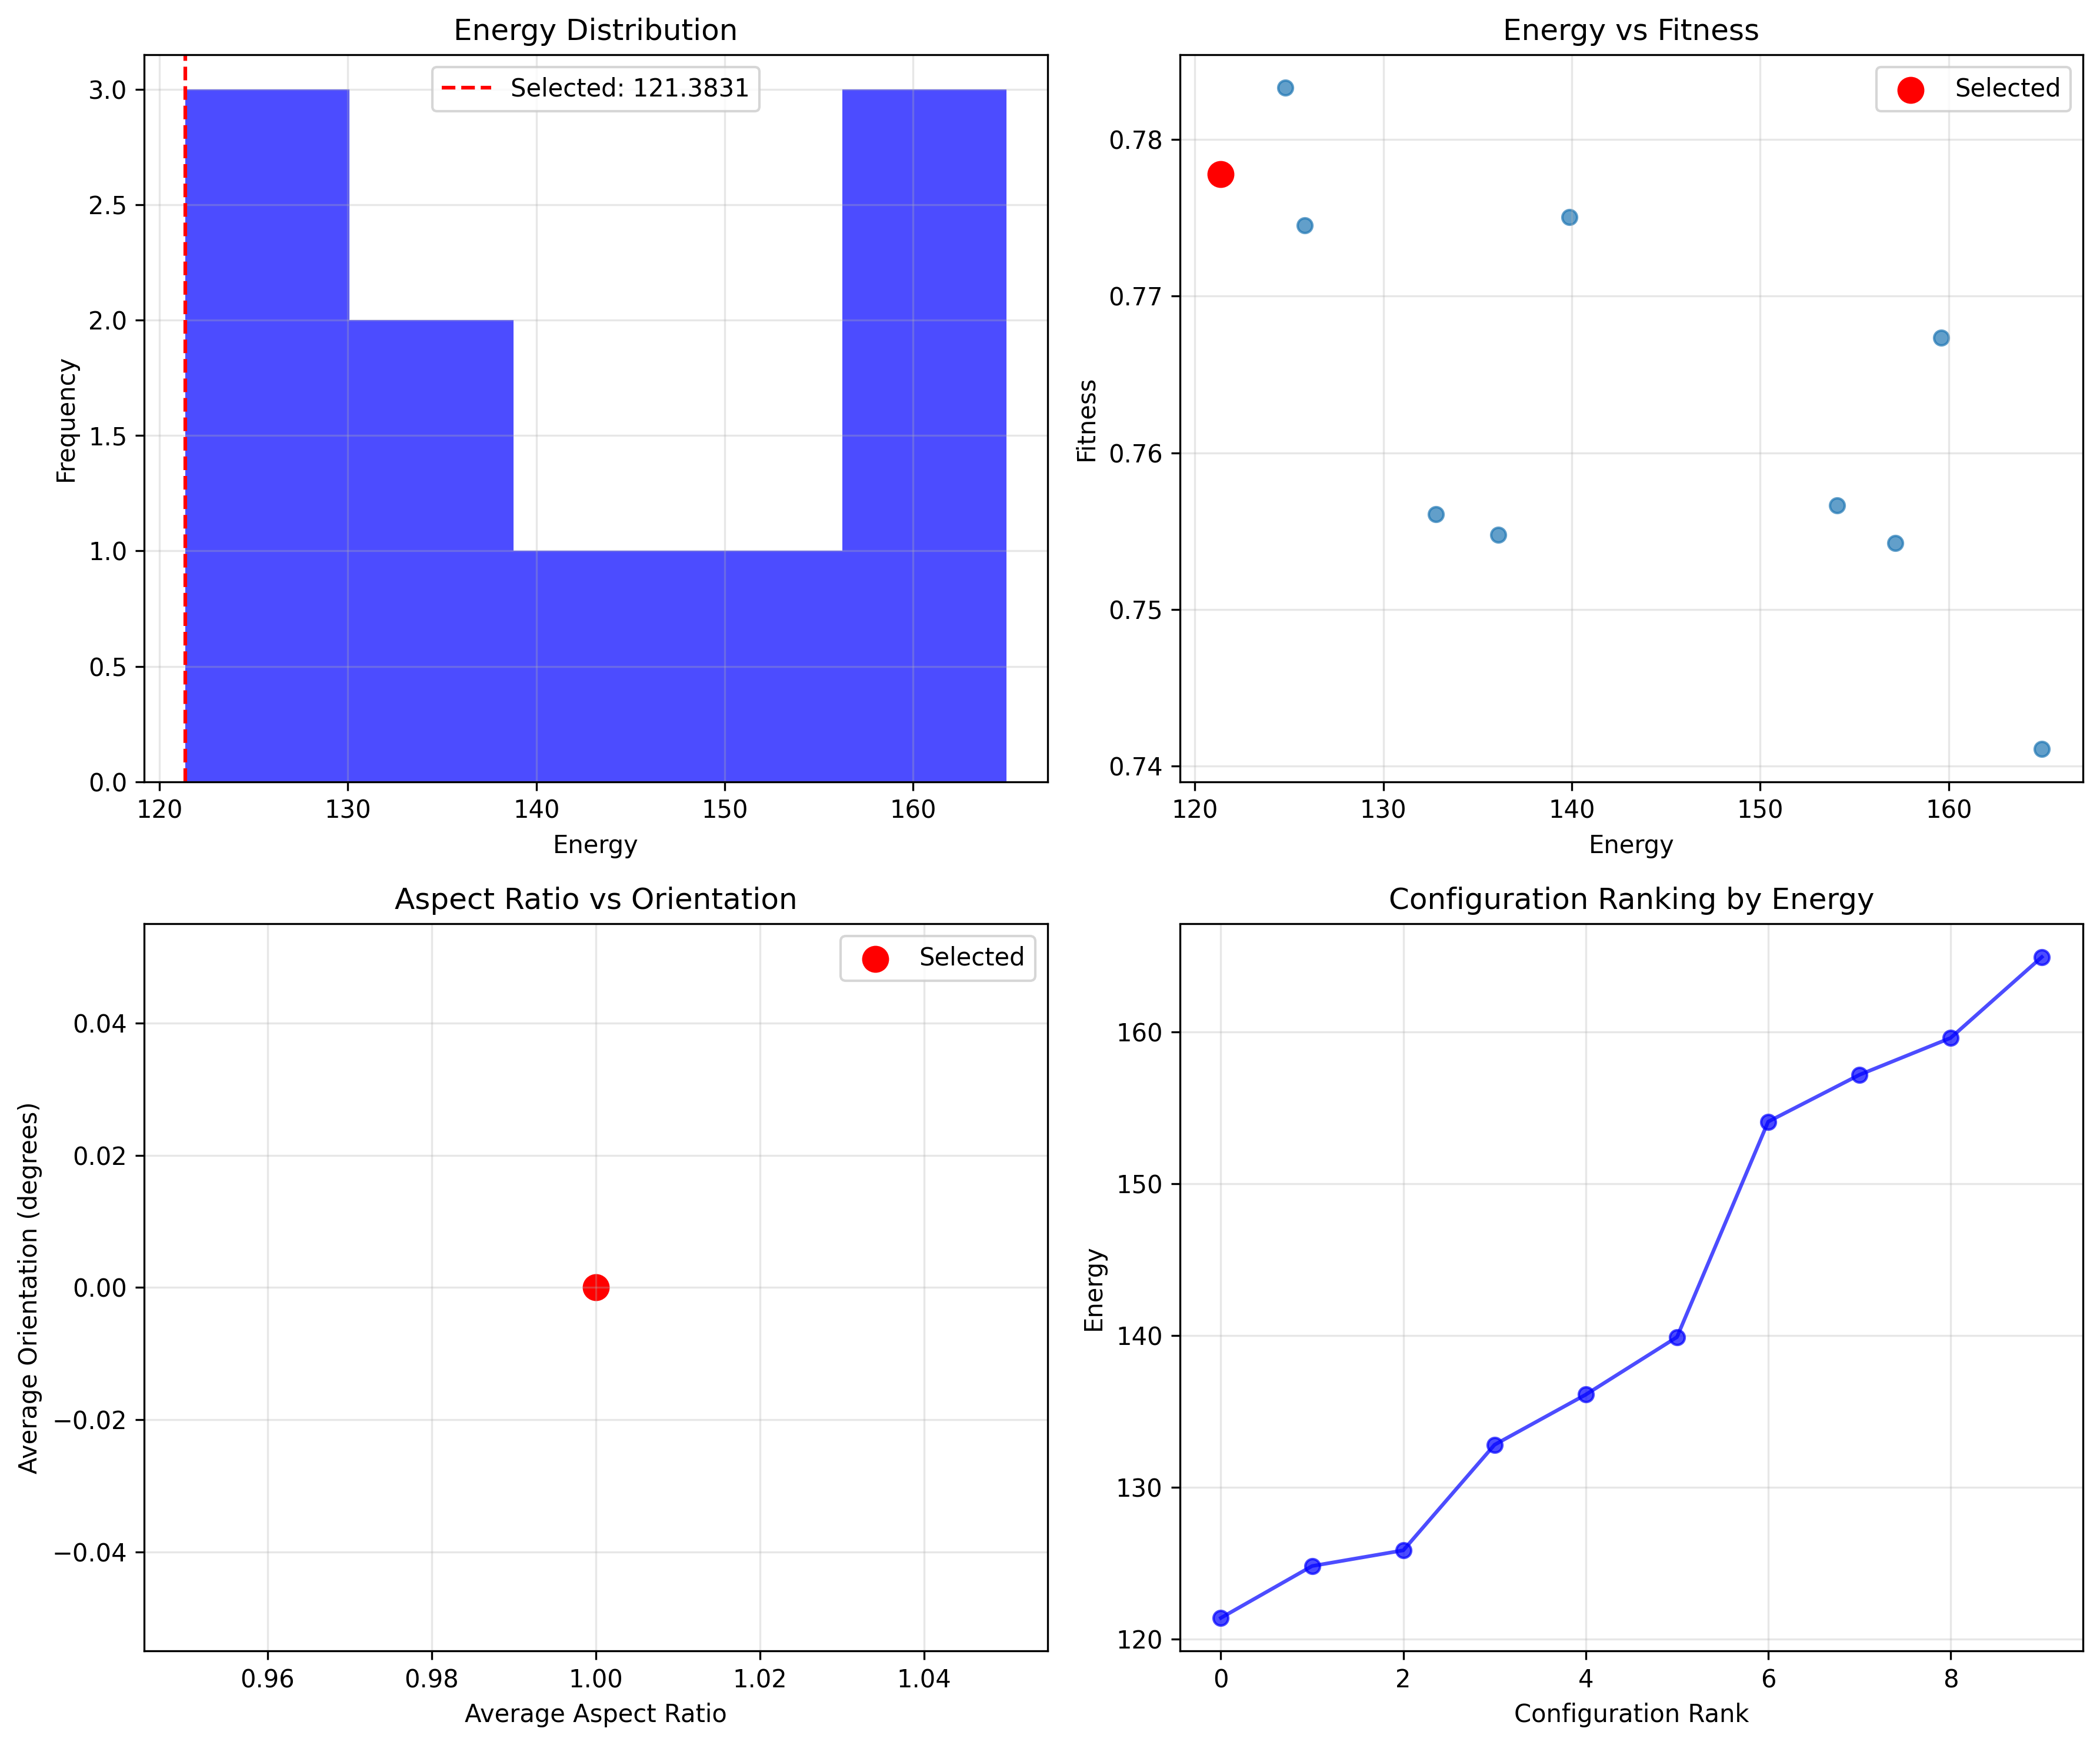 Energy Distribution
Selected: 121.3831
Frequency
3.0
2.5
2.0
1.5
1.0
0.5
0.0
120 130 140 150 160
Energy
Energy vs Fitness
Selected
Fitness
0.78
0.77
0.76
0.75
0.74
120 130 140 150 160
Energy
Aspect Ratio vs Orientation
Selected
Average Orientation (degrees)
0.04
0.02
0.00
−0.02
−0.04
0.96 0.98 1.00 1.02 1.04
Average Aspect Ratio
Configuration Ranking by Energy
Energy
160
150
140
130
120
0 2 4 6 8
Configuration Rank